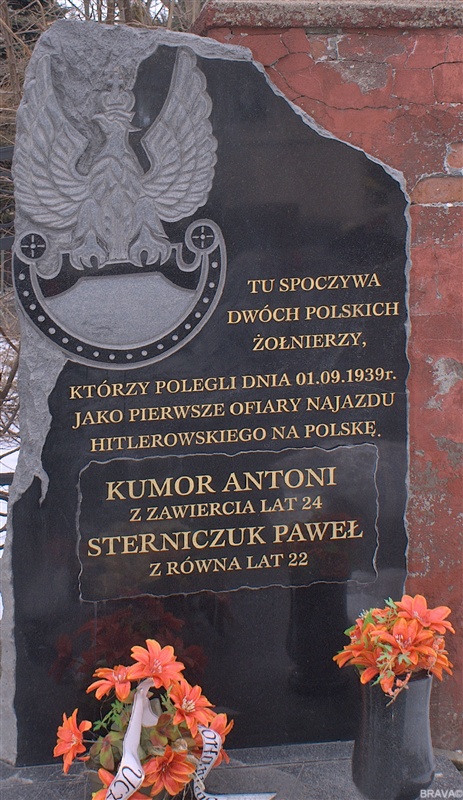 TU SPOCZYWA
DWÓCH POLSKICH
ŻOŁNIERZY,
KTÓRZY POLEGLI DNIA 01.09.1939r.
JAKO PIERWSZE OFIARY NAJAZDU
HITLEROWSKIEGO NA POLSKĘ.
KUMOR ANTONI
Z ZAWIERCIA LAT 24
STERNICZUK PAWEŁ
Z RÓWNA LAT 22
BRAVA©